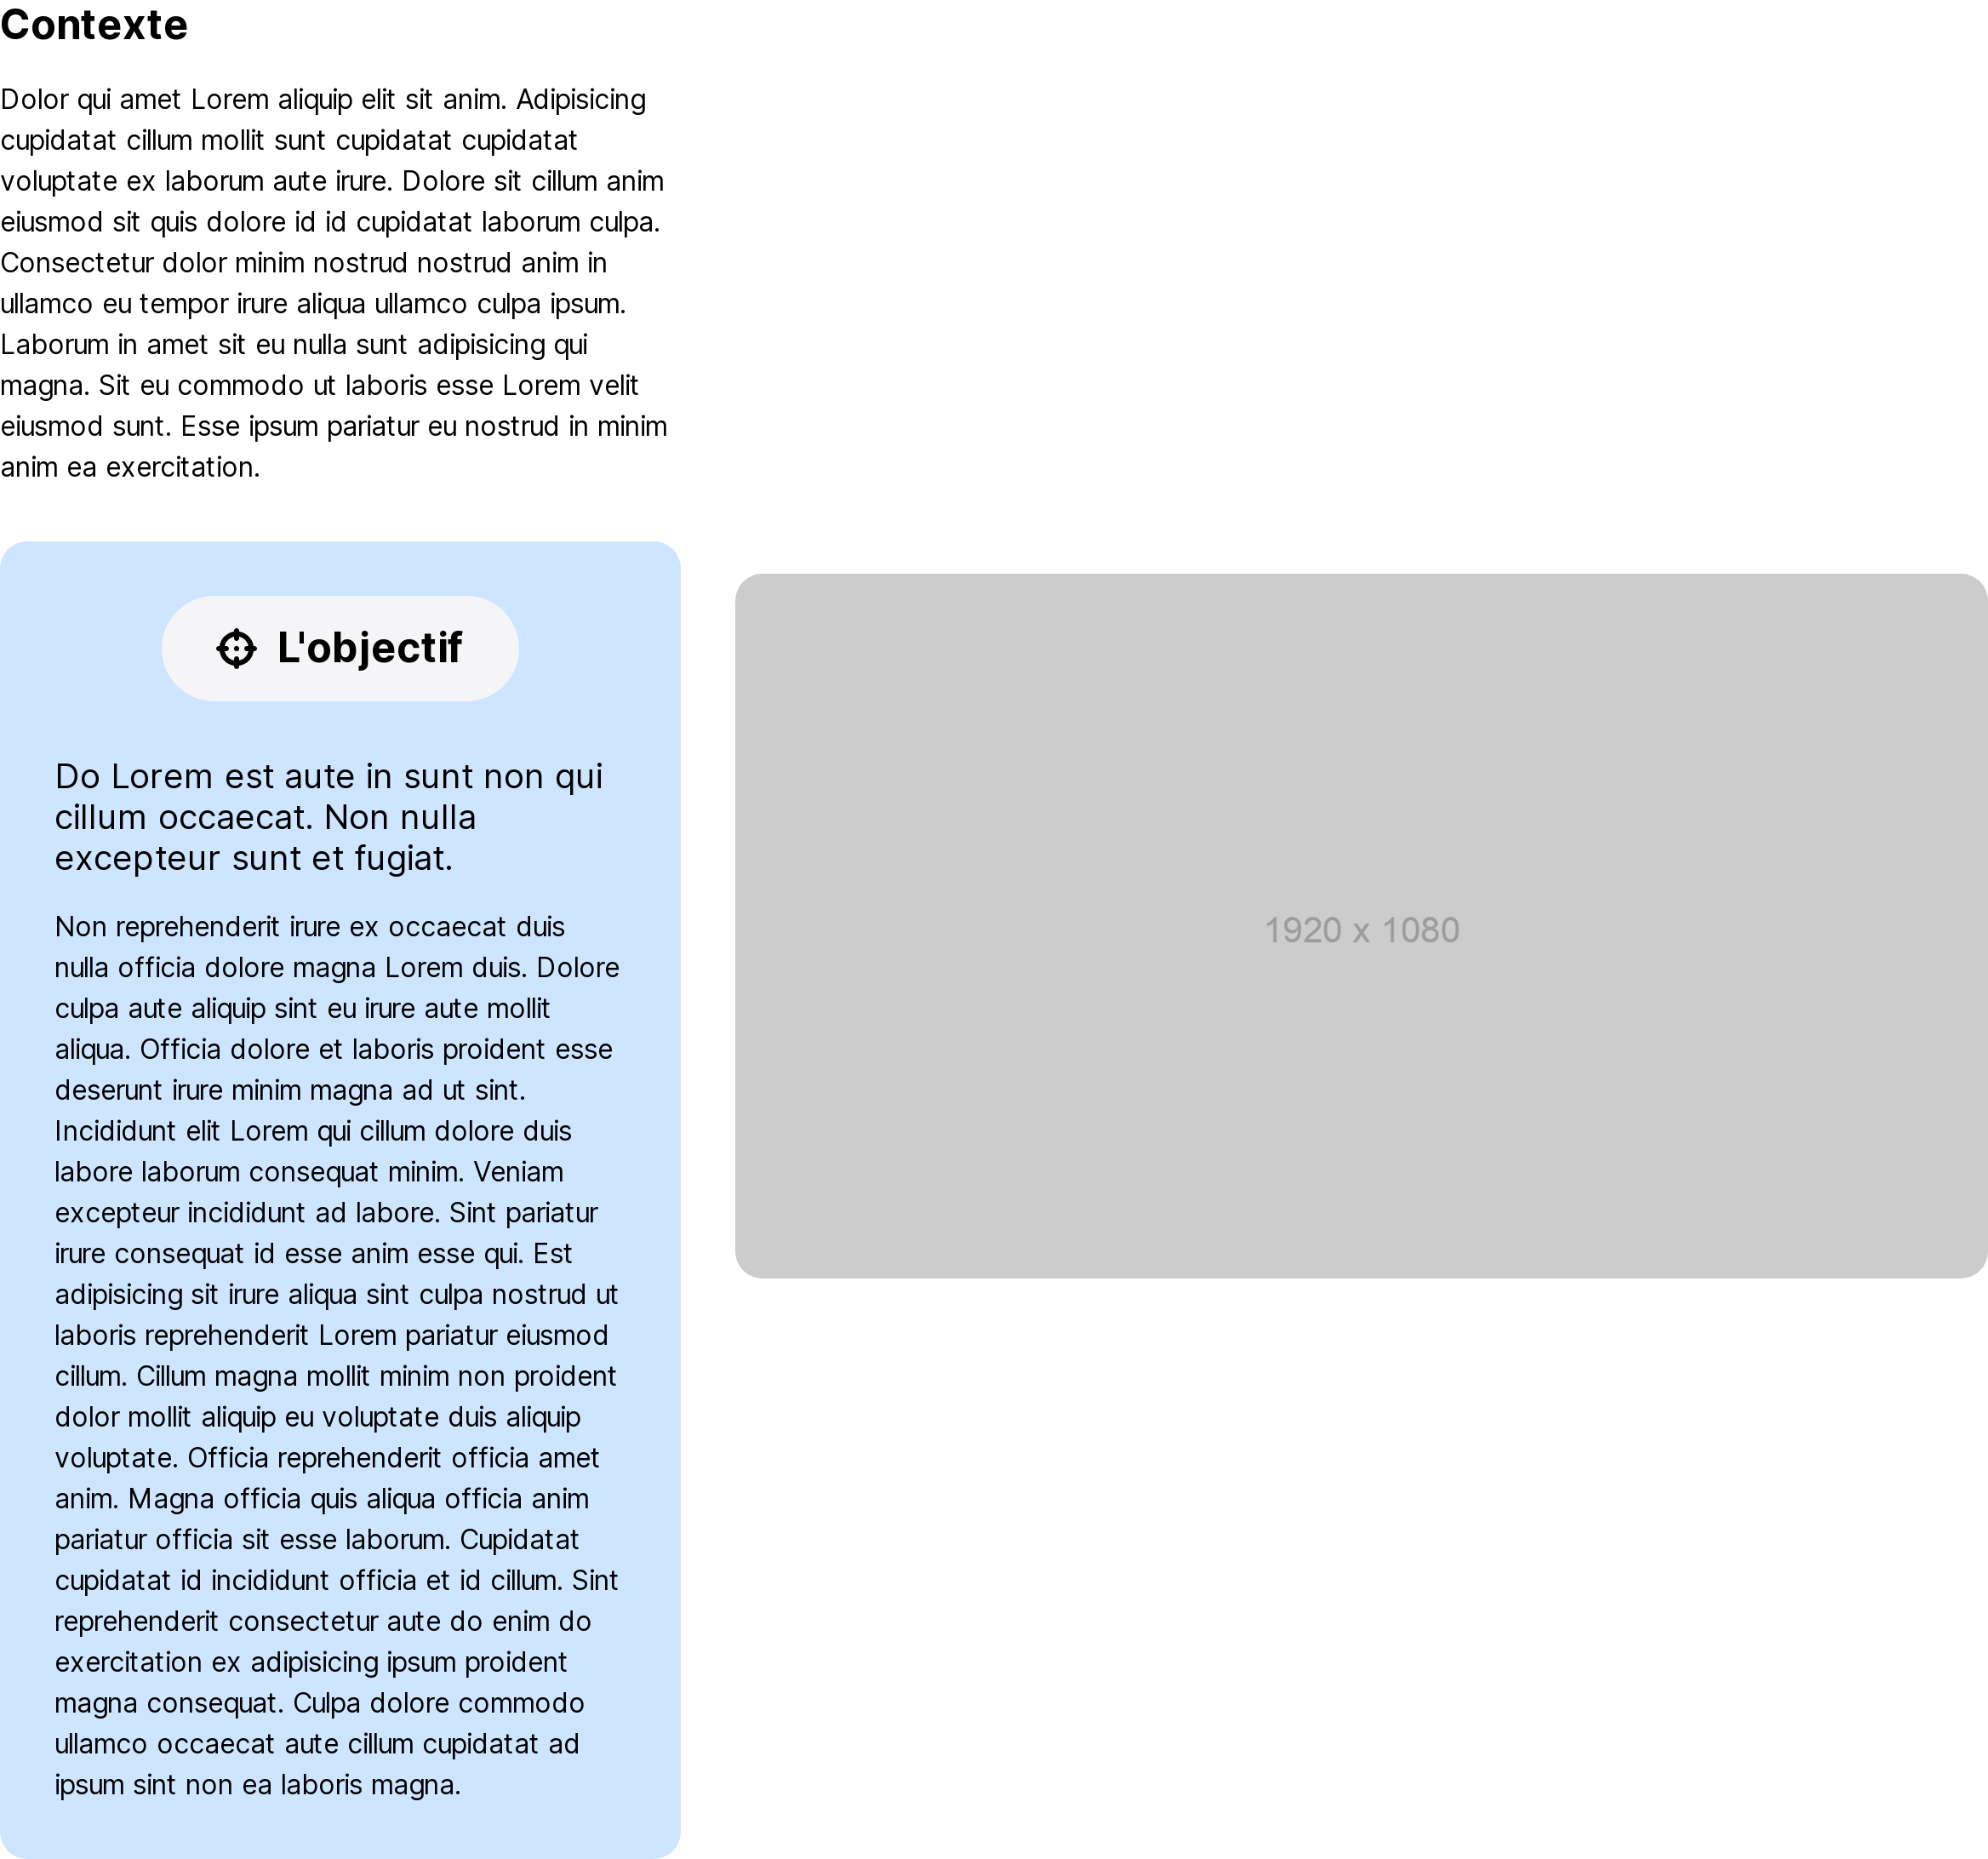 Contexte
Dolor qui amet Lorem aliquip elit sit anim. Adipisicing
cupidatat cillum mollit sunt cupidatat cupidatat
voluptate ex laborum aute irure. Dolore sit cillum anim
eiusmod sit quis dolore id id cupidatat laborum culpa.
Consectetur dolor minim nostrud nostrud anim in
ullamco eu tempor irure aliqua ullamco culpa ipsum.
Laborum in amet sit eu nulla sunt adipisicing qui
magna. Sit eu commodo ut laboris esse Lorem velit
eiusmod sunt. Esse ipsum pariatur eu nostrud in minim
anim ea exercitation.
L'objectif
Do Lorem est aute in sunt non qui
cillum occaecat. Non nulla
excepteur sunt et fugiat.
Non reprehenderit irure ex occaecat duis
nulla officia dolore magna Lorem duis. Dolore
culpa aute aliquip sint eu irure aute mollit
aliqua. Officia dolore et laboris proident esse
deserunt irure minim magna ad ut sint.
Incididunt elit Lorem qui cillum dolore duis
labore laborum consequat minim. Veniam
excepteur incididunt ad labore. Sint pariatur
irure consequat id esse anim esse qui. Est
adipisicing sit irure aliqua sint culpa nostrud ut
laboris reprehenderit Lorem pariatur eiusmod
cillum. Cillum magna mollit minim non proident
dolor mollit aliquip eu voluptate duis aliquip
voluptate. Officia reprehenderit officia amet
anim. Magna officia quis aliqua officia anim
pariatur officia sit esse laborum. Cupidatat
cupidatat id incididunt officia et id cillum. Sint
reprehenderit consectetur aute do enim do
exercitation ex adipisicing ipsum proident
magna consequat. Culpa dolore commodo
ullamco occaecat aute cillum cupidatat ad
ipsum sint non ea laboris magna.
1920 x 1080